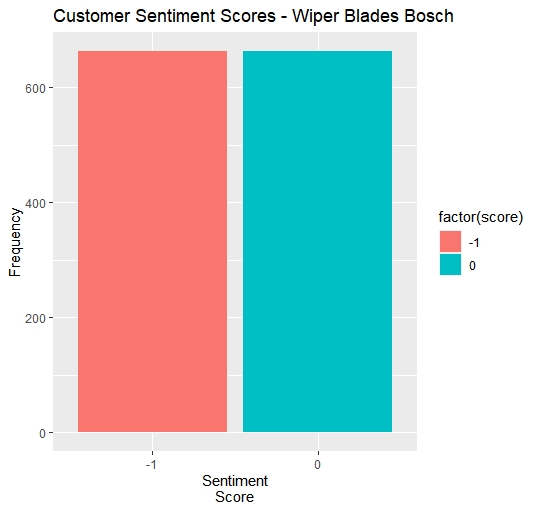 Customer Sentiment Scores - Wiper Blades Bosch
Frequency
600
400
200
0
-1
0
Sentiment
Score
factor(score)
-1
0